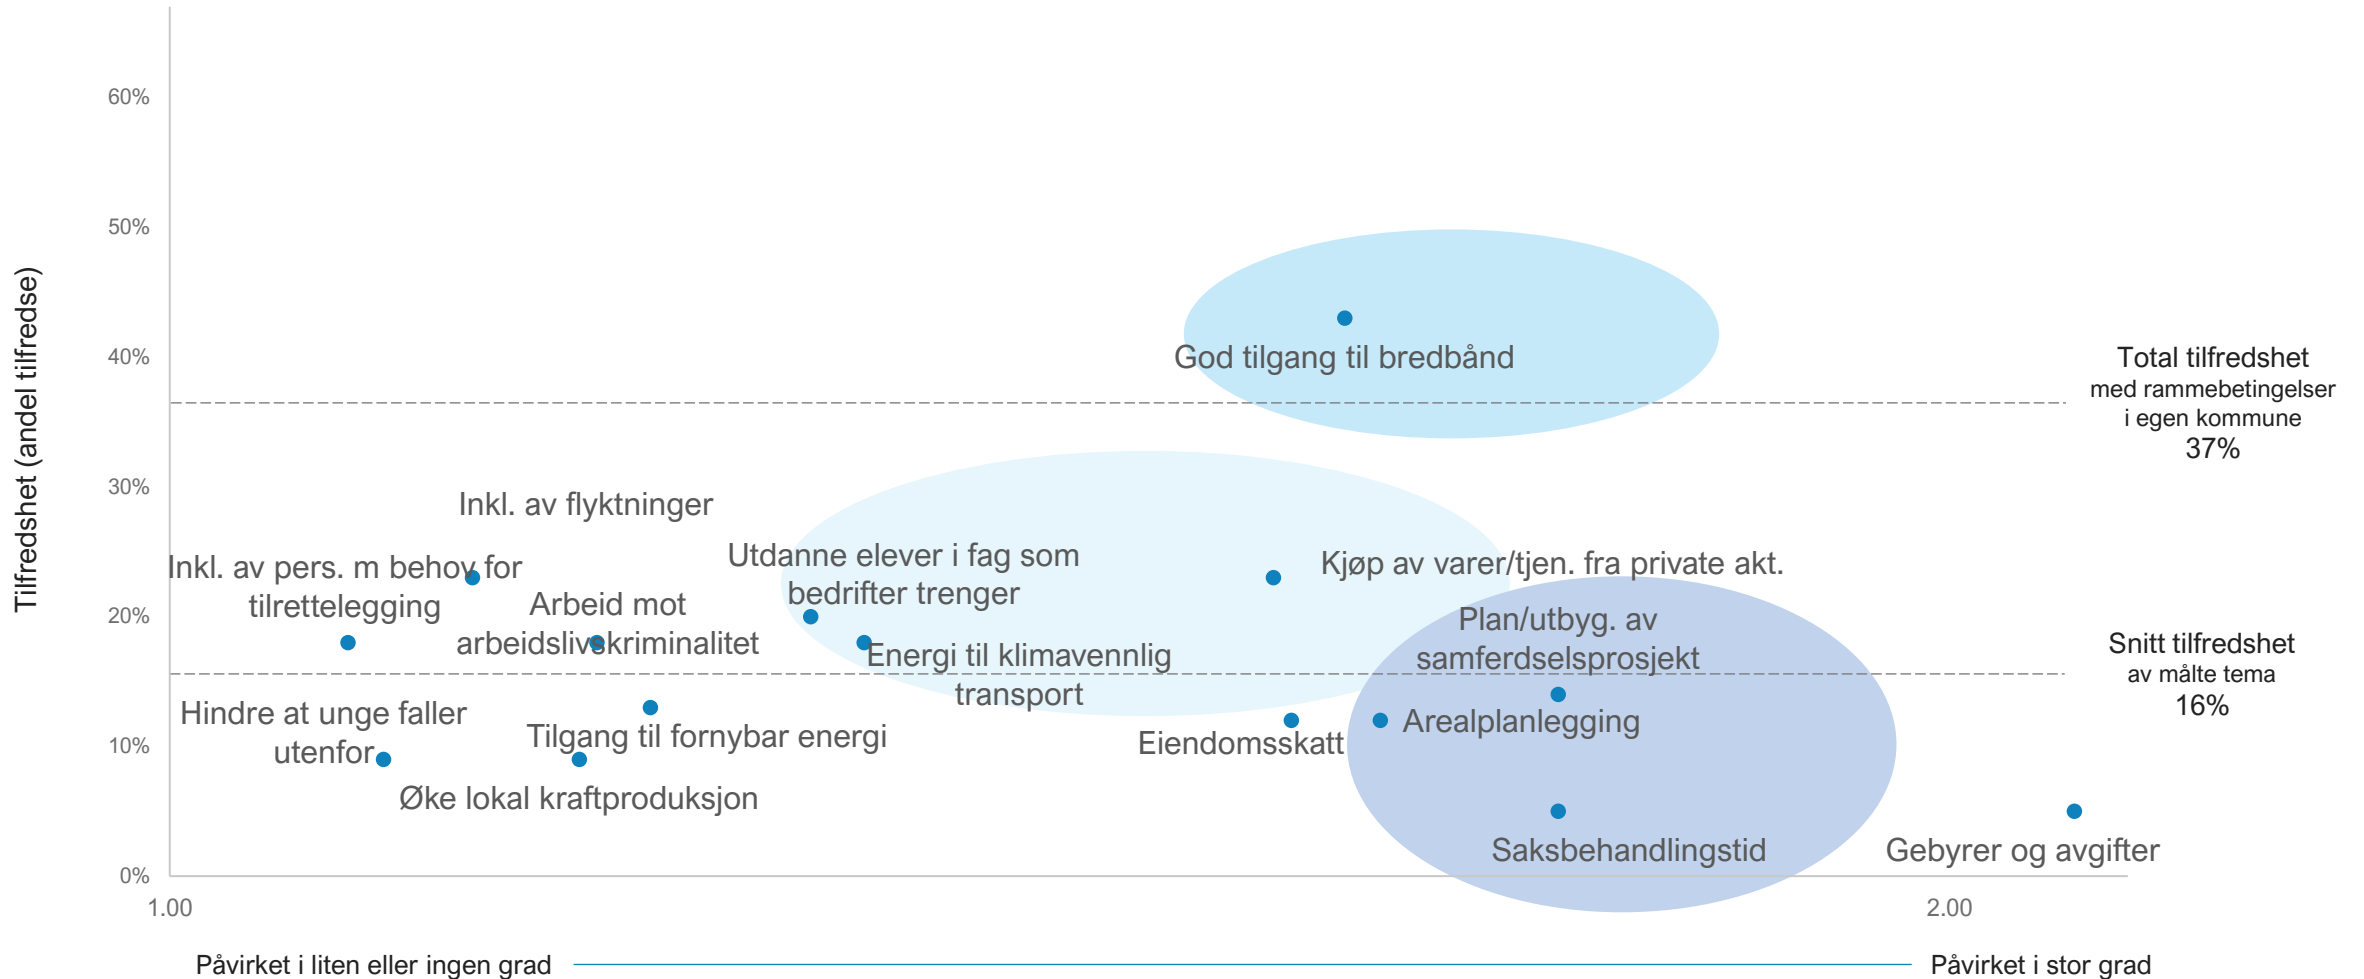 Tilfredshet (andel tilfredse)
60%
50%
40%
30%
20%
10%
0%
1.00
2.00
God tilgang til bredbånd
Total tilfredshet
med rammebetingelser
i egen kommune
37%
Inkl. av flyktninger
Inkl. av pers. m behov for
tilrettelegging
Arbeid mot
arbeidslivskriminalitet
Utdanne elever i fag som
bedrifter trenger
Kjøp av varer/tjen. fra private akt.
Energi til klimavennlig
transport
Plan/utbyg. av
samferdselsprosjekt
Snitt tilfredshet
av målte tema
16%
Hindre at unge faller
utenfor
Tilgang til fornybar energi
Øke lokal kraftproduksjon
Eiendomsskatt
Arealplanlegging
Saksbehandlingstid
Gebyrer og avgifter
Påvirket i liten eller ingen grad
Påvirket i stor grad